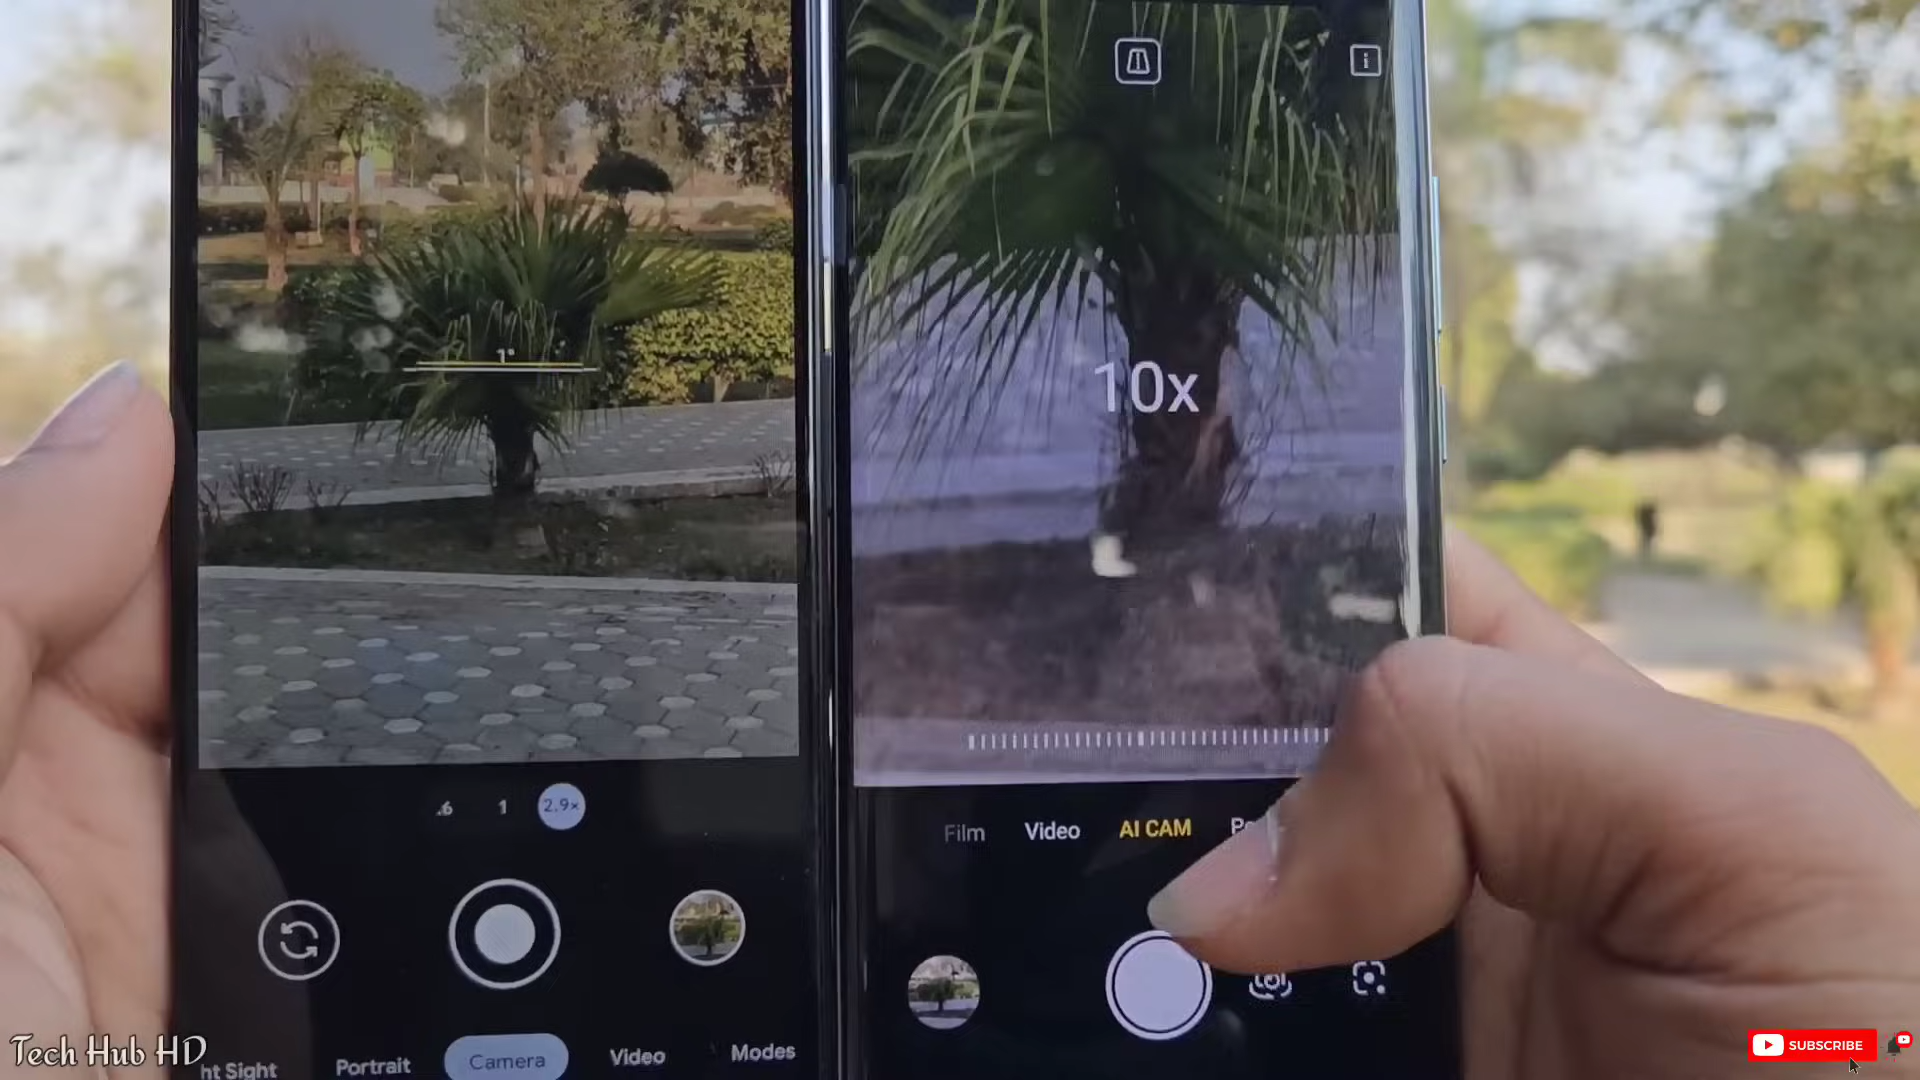 1°
10x
.6 1 2.9×
Film Video AI CAM Po
ht Sight Portrait Camera Video Modes
Tech Hub HD
SUBSCRIBE